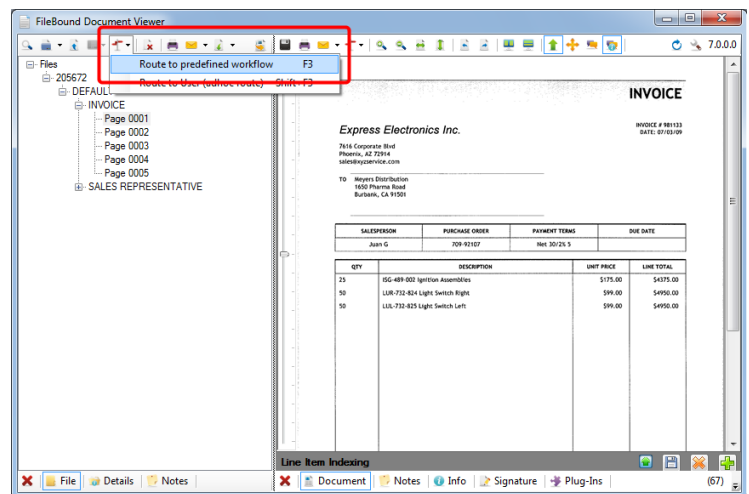 FileBound Document Viewer
7.0.0.0
Route to predefined workflow F3
Route to User (adhoc route) Shift+F3
Files
205672
DEFAUL
INVOICE
Page 0001
Page 0002
Page 0003
Page 0004
Page 0005
SALES REPRESENTATIVE
INVOICE
Express Electronics Inc.
INVOICE # 981133
DATE: 07/03/09
7616 Corporate Blvd
Phoenix, AZ 72914
sales@xyzservice.com
TO Meyers Distribution
1650 Pharma Road
Burbank, CA 91501
SALESPERSON PURCHASE ORDER PAYMENT TERMS DUE DATE
Juan G 709-92107 Net 30/2% 5
QTY DESCRIPTION UNIT PRICE LINE TOTAL
25 ISG-489-002 Ignition Assemblies $175.00 $4375.00
50 LUR-732-824 Light Switch Right $99.00 $4950.00
50 LUL-732-825 Light Switch Left $99.00 $4950.00
Line Item Indexing
File Details Notes
Document Notes Info Signature Plug-Ins (67)